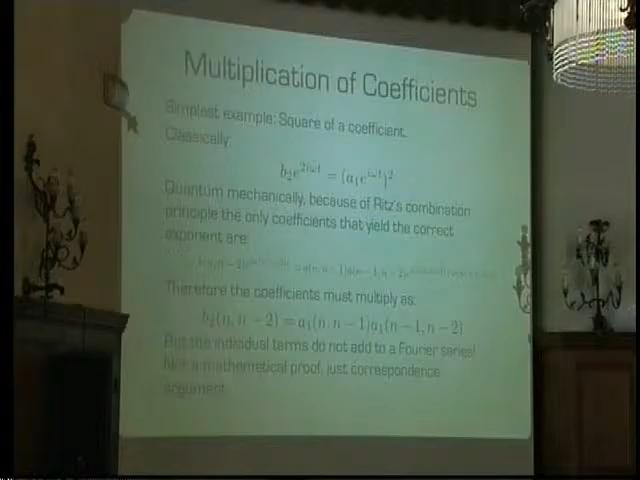 Multiplication of Coefficients
Simplest example: Square of a coefficient.
Classically:
b₂e^{2iωt} = (a₁e^{iωt})²
Quantum mechanically, because of Ritz's combination
principle the only coefficients that yield the correct
exponent are:
Therefore the coefficients must multiply as:
b₂(n, n − 2) = a₁(n, n − 1)a₁(n − 1, n − 2)
But the individual terms do not add to a Fourier series!
Not a mathematical proof, just correspondence
argument.